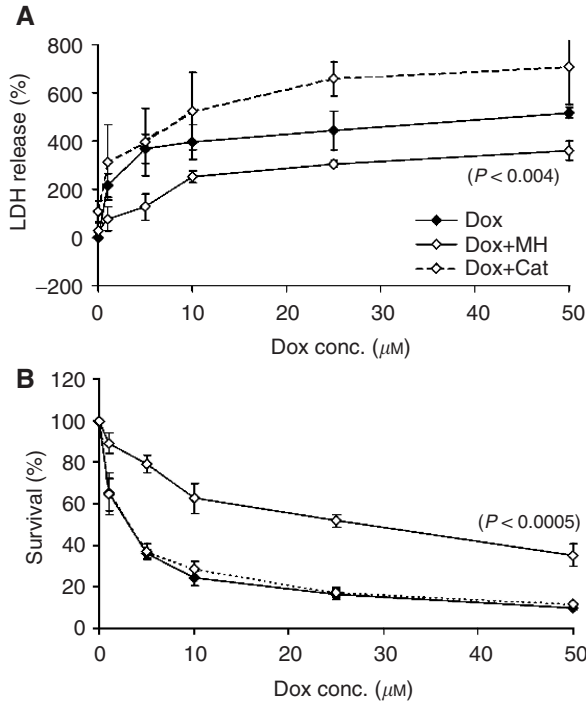 A
LDH release (%)
800
600
400
200
0
–200
(P < 0.004)
Dox
Dox+MH
Dox+Cat
0 10 20 30 40 50
Dox conc. (μM)
B
Survival (%)
120
100
80
60
40
20
0
(P < 0.0005)
0 10 20 30 40 50
Dox conc. (μM)